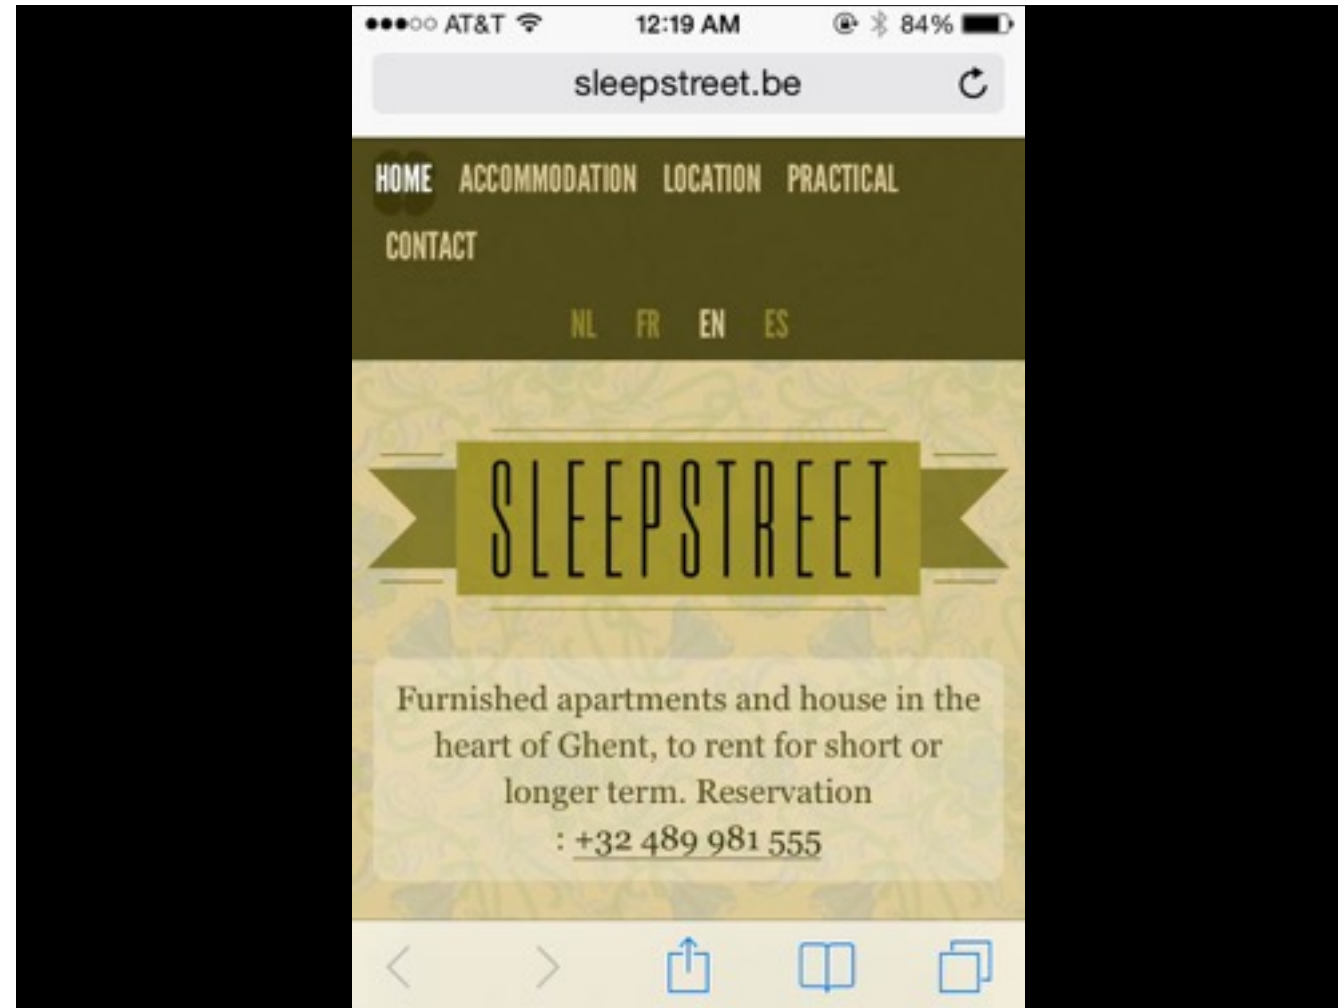 AT&T 12:19 AM 84%
sleepstreet.be
HOME ACCOMMODATION LOCATION PRACTICAL
CONTACT
NL FR EN ES
SLEEPSTREET
Furnished apartments and house in the
heart of Ghent, to rent for short or
longer term. Reservation
: +32 489 981 555